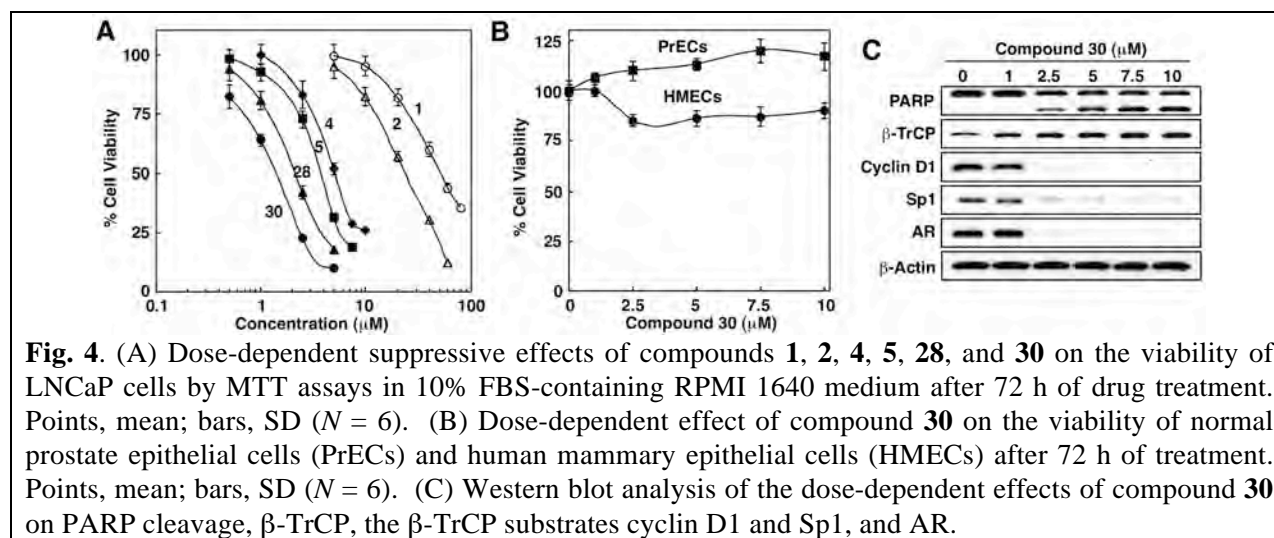 A
% Cell Viability
100
75
50
25
0
0.1 1 10 100
Concentration (μM)
1
2
4
5
28
30
B
% Cell Viability
125
100
75
50
25
0
0 2.5 5 7.5 10
Compound 30 (μM)
PrECs
HMECs
C
Compound 30 (μM)
0 1 2.5 5 7.5 10
PARP
β-TrCP
Cyclin D1
Sp1
AR
β-Actin
Fig. 4. (A) Dose-dependent suppressive effects of compounds 1, 2, 4, 5, 28, and 30 on the viability of
LNCaP cells by MTT assays in 10% FBS-containing RPMI 1640 medium after 72 h of drug treatment.
Points, mean; bars, SD (N = 6). (B) Dose-dependent effect of compound 30 on the viability of normal
prostate epithelial cells (PrECs) and human mammary epithelial cells (HMECs) after 72 h of treatment.
Points, mean; bars, SD (N = 6). (C) Western blot analysis of the dose-dependent effects of compound 30
on PARP cleavage, β-TrCP, the β-TrCP substrates cyclin D1 and Sp1, and AR.